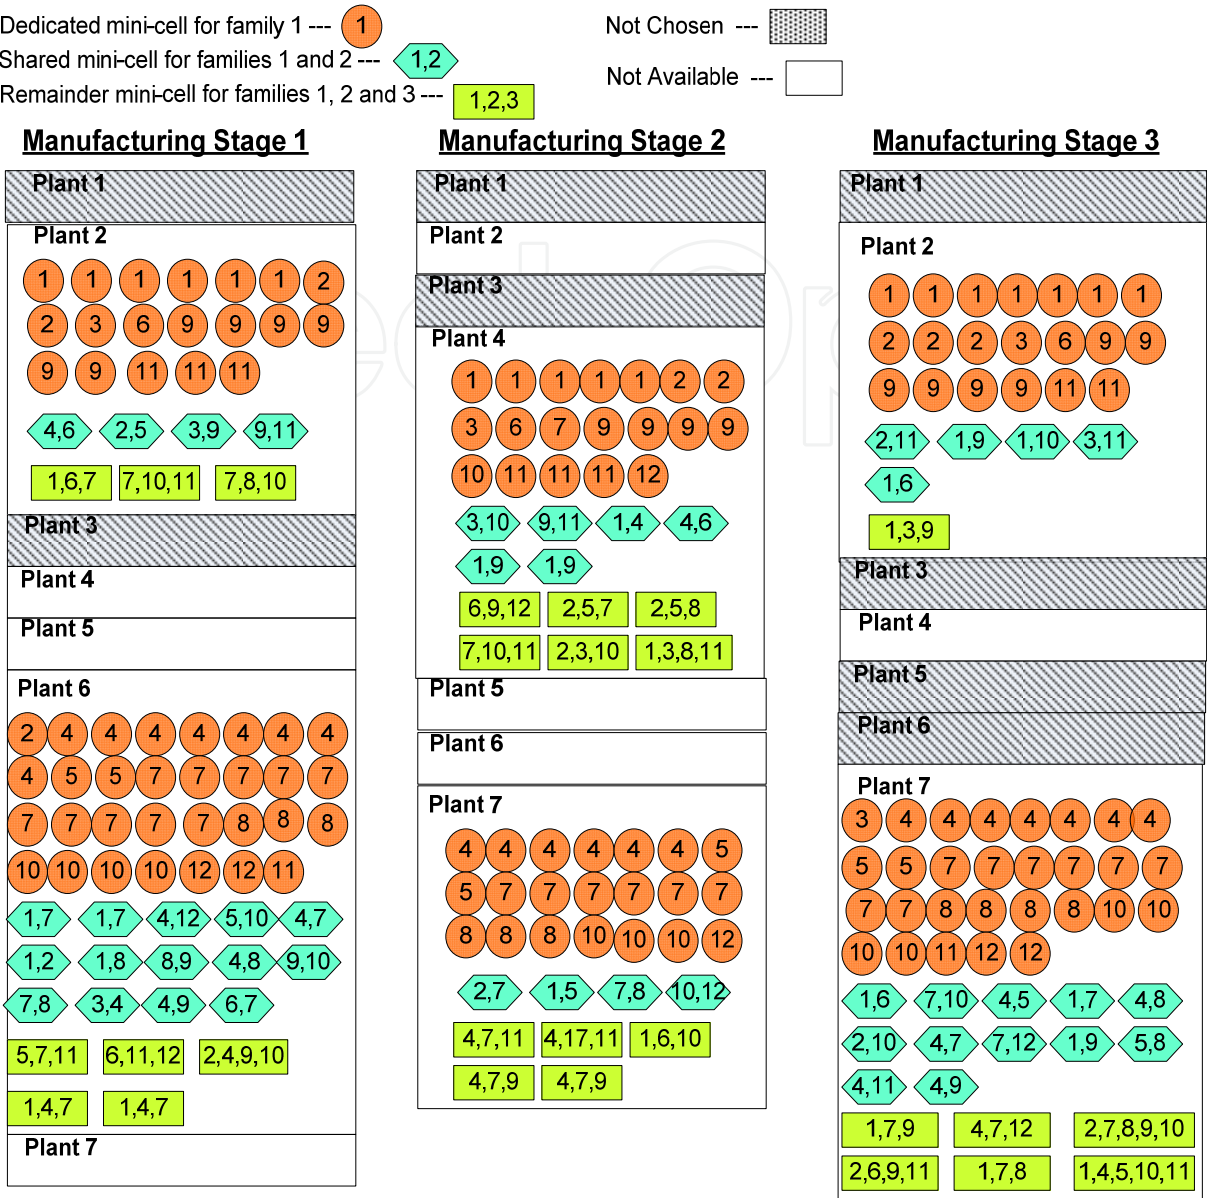 Dedicated mini-cell for family 1 --- 1
Shared mini-cell for families 1 and 2 --- 1,2
Remainder mini-cell for families 1, 2 and 3 --- 1,2,3
Not Chosen ---
Not Available ---
Manufacturing Stage 1
Plant 1
Plant 2
1 1 1 1 1 1 2
2 3 6 9 9 9 9
9 9 11 11 11
4,6 2,5 3,9 9,11
1,6,7 7,10,11 7,8,10
Plant 3
Plant 4
Plant 5
Plant 6
2 4 4 4 4 4 4 4
4 5 5 7 7 7 7 7
7 7 7 7 7 8 8 8
10 10 10 10 12 12 11
1,7 1,7 4,12 5,10 4,7
1,2 1,8 8,9 4,8 9,10
7,8 3,4 4,9 6,7
5,7,11 6,11,12 2,4,9,10
1,4,7 1,4,7
Plant 7
Manufacturing Stage 2
Plant 1
Plant 2
Plant 3
Plant 4
1 1 1 1 1 2 2
3 6 7 9 9 9 9
10 11 11 11 12
3,10 9,11 1,4 4,6
1,9 1,9
6,9,12 2,5,7 2,5,8
7,10,11 2,3,10 1,3,8,11
Plant 5
Plant 6
Plant 7
4 4 4 4 4 4 5
5 7 7 7 7 7 7
8 8 8 10 10 10 12
2,7 1,5 7,8 10,12
4,7,11 4,17,11 1,6,10
4,7,9 4,7,9
Manufacturing Stage 3
Plant 1
Plant 2
1 1 1 1 1 1 1
2 2 2 3 6 9 9
9 9 9 9 11 11
2,11 1,9 1,10 3,11
1,6
1,3,9
Plant 3
Plant 4
Plant 5
Plant 6
Plant 7
3 4 4 4 4 4 4 4
5 5 7 7 7 7 7 7
7 7 8 8 8 8 10 10
10 10 11 12 12
1,6 7,10 4,5 1,7 4,8
2,10 4,7 7,12 1,9 5,8
4,11 4,9
1,7,9 4,7,12 2,7,8,9,10
2,6,9,11 1,7,8 1,4,5,10,11